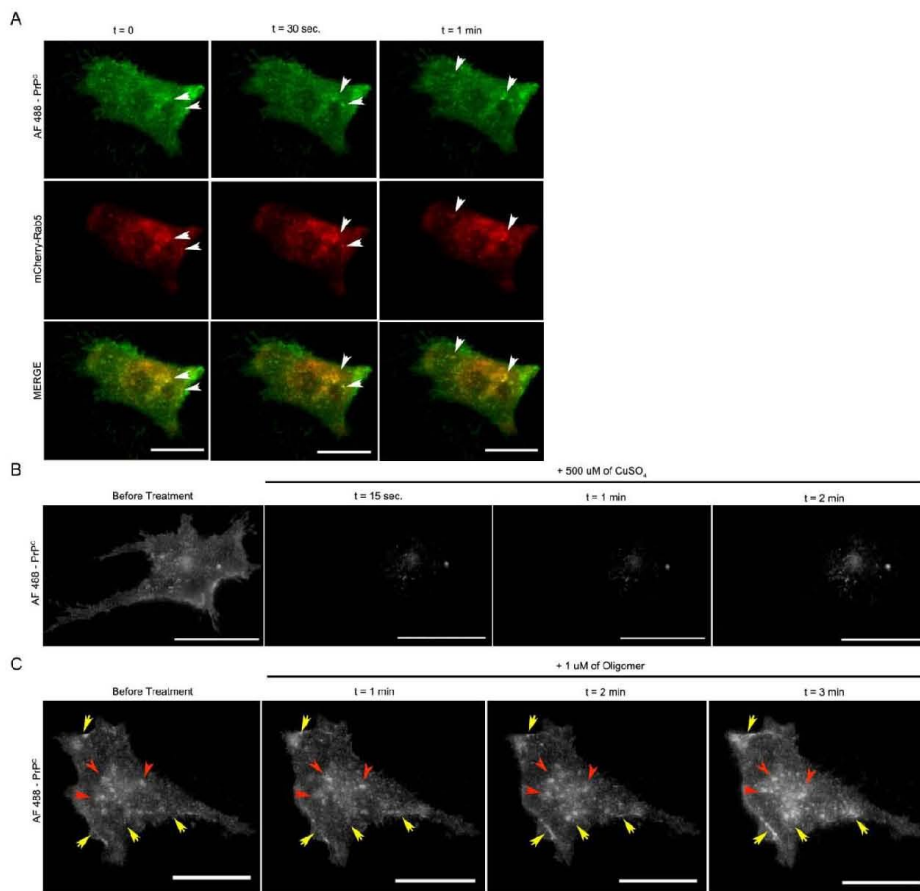 A
t = 0
t = 30 sec.
t = 1 min
AF 488 - PrPᶜ
mCherry-Rab5
MERGE
B
+ 500 uM of CuSO₄
Before Treatment
t = 15 sec.
t = 1 min
t = 2 min
AF 488 - PrPᶜ
C
+ 1 uM of Oligomer
Before Treatment
t = 1 min
t = 2 min
t = 3 min
AF 488 - PrPᶜ